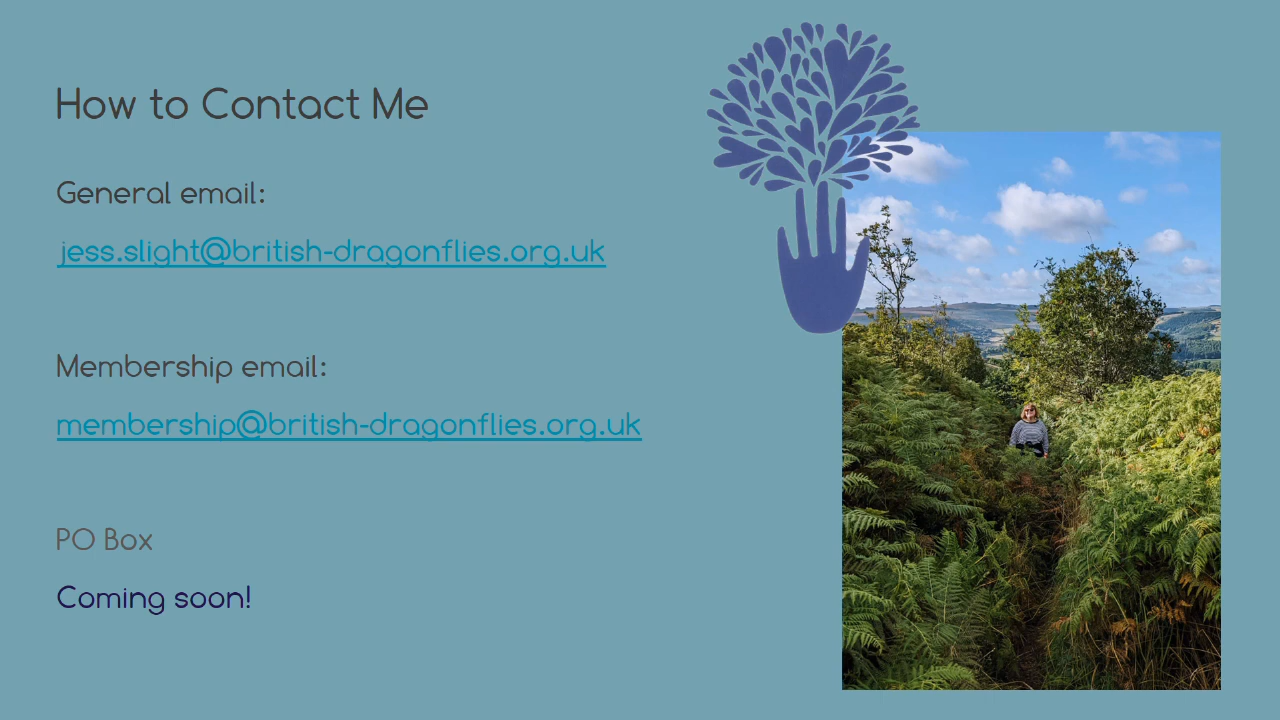 How to Contact Me
General email:
jess.slight@british-dragonflies.org.uk
Membership email:
membership@british-dragonflies.org.uk
PO Box
Coming soon!